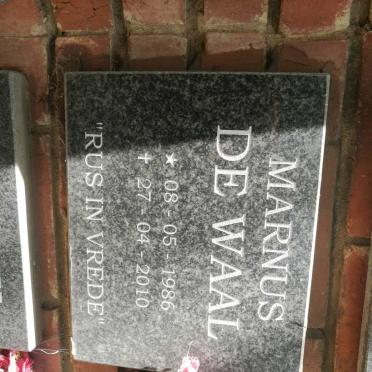 MARNUS
DE WAAL
★ 08 - 05 - 1986
✝ 27 - 04 - 2010
"RUS IN VREDE"